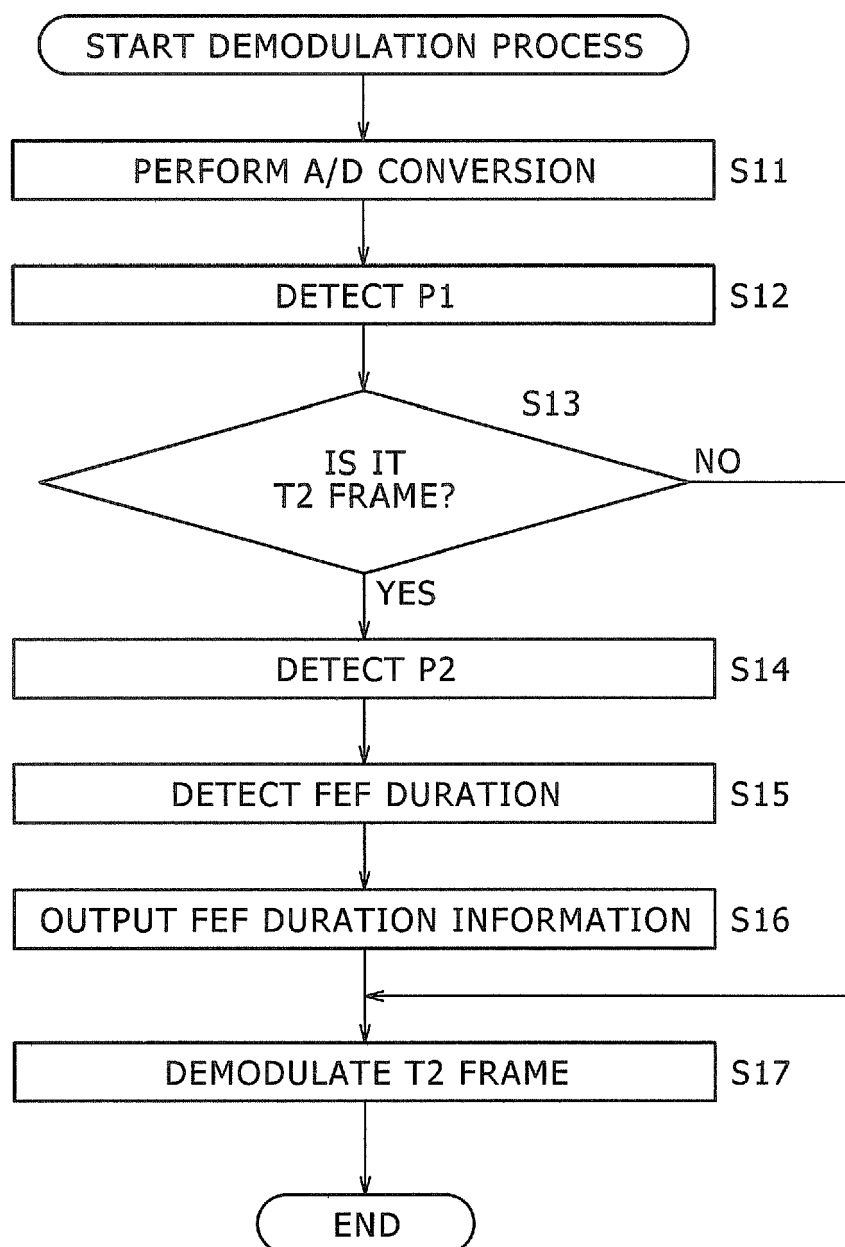 START DEMODULATION PROCESS
PERFORM A/D CONVERSION S11
DETECT P1 S12
S13
IS IT
T2 FRAME?
NO
YES
DETECT P2 S14
DETECT FEF DURATION S15
OUTPUT FEF DURATION INFORMATION S16
DEMODULATE T2 FRAME S17
END